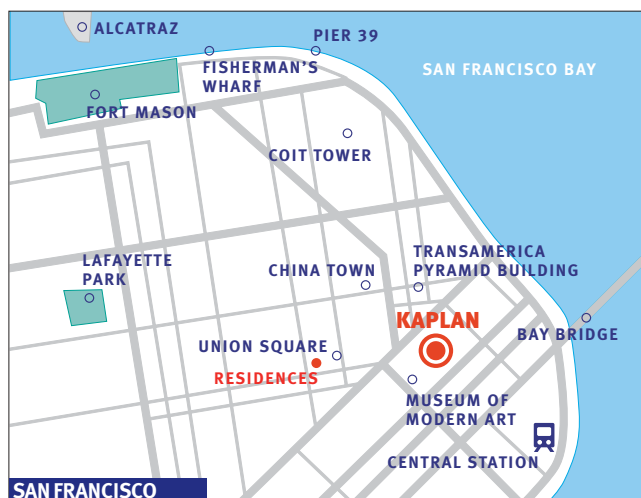 ALCATRAZ
PIER 39
FISHERMAN'S
WHARF
SAN FRANCISCO BAY
FORT MASON
COIT TOWER
LAFAYETTE
PARK
CHINA TOWN
TRANSAMERICA
PYRAMID BUILDING
KAPLAN
BAY BRIDGE
UNION SQUARE
RESIDENCES
MUSEUM OF
MODERN ART
CENTRAL STATION
SAN FRANCISCO